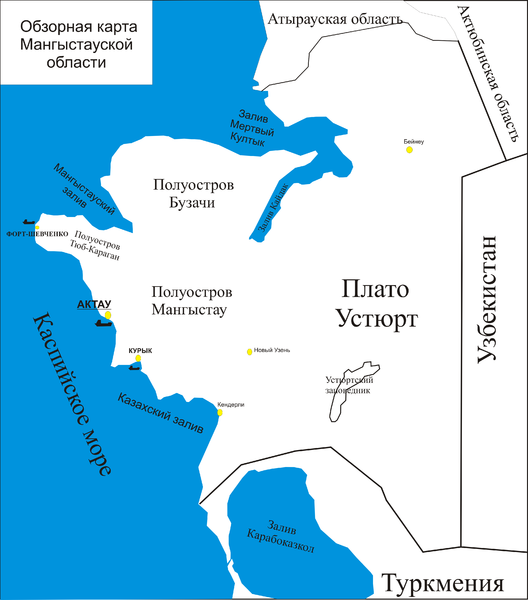 Обзорная карта
Мангыстауской
области
Атырауская область
Актюбинская область
Залив
Мертвый
Култык
Бейнеу
Мангыстауский
залив
Полуостров
Бузачи
Залив Кайдак
ФОРТ-ШЕВЧЕНКО
Полуостров
Тюб-Караган
Узбекистан
Плато
Устюрт
АКТАУ
Полуостров
Мангыстау
КУРЫК
Новый Узень
Каспийское море
Устюртский
заповедник
Казахский залив
Кендерли
Залив
Карабоказкол
Туркмения